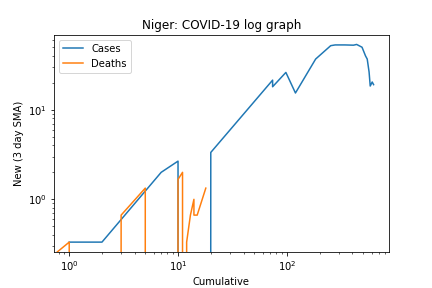 Niger: COVID-19 log graph
Cases
Deaths
New (3 day SMA)
10¹
10⁰
10⁰ 10¹ 10²
Cumulative